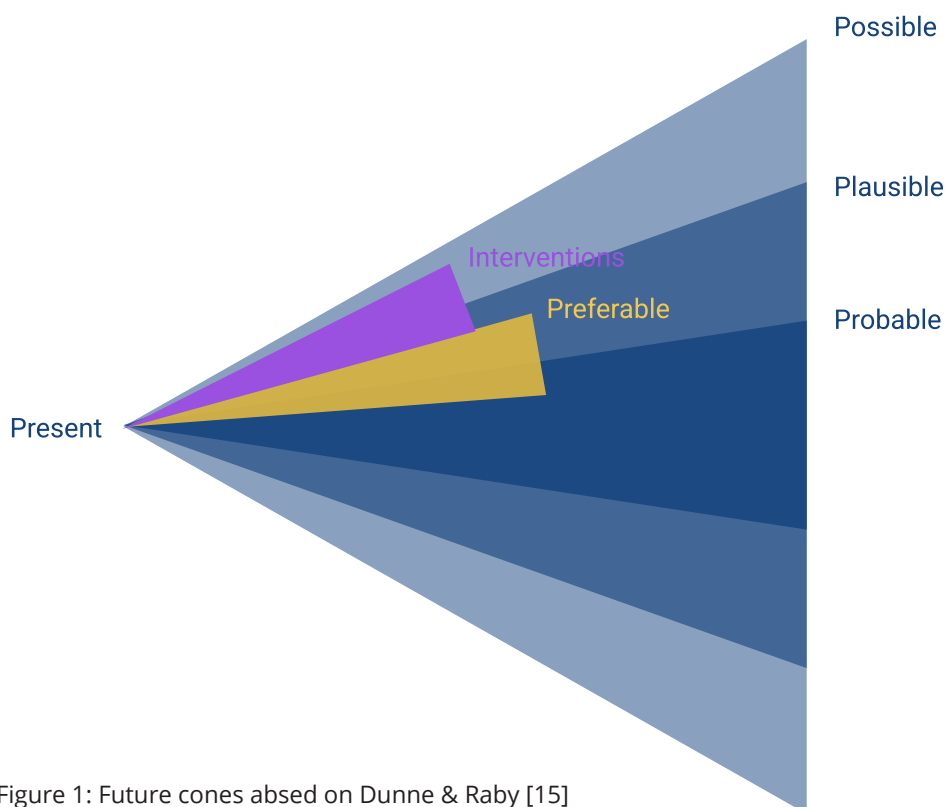 Possible
Plausible
Interventions
Preferable
Probable
Present
Figure 1: Future cones absed on Dunne & Raby [15]